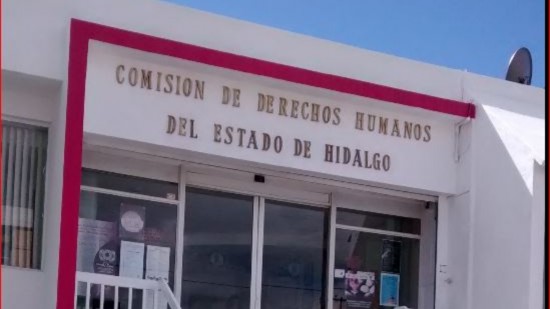 COMISION DE DERECHOS HUMANOS
DEL ESTADO DE HIDALGO